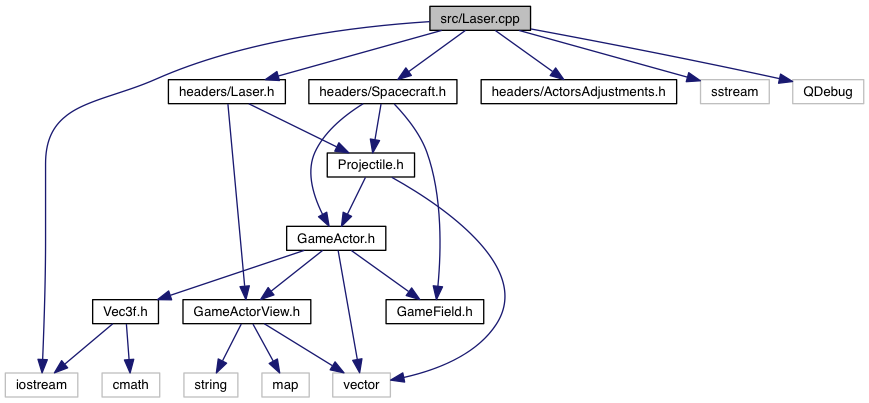 src/Laser.cpp
headers/Laser.h
headers/Spacecraft.h
headers/ActorsAdjustments.h
sstream
QDebug
Projectile.h
GameActor.h
Vec3f.h
GameActorView.h
GameField.h
iostream
cmath
string
map
vector